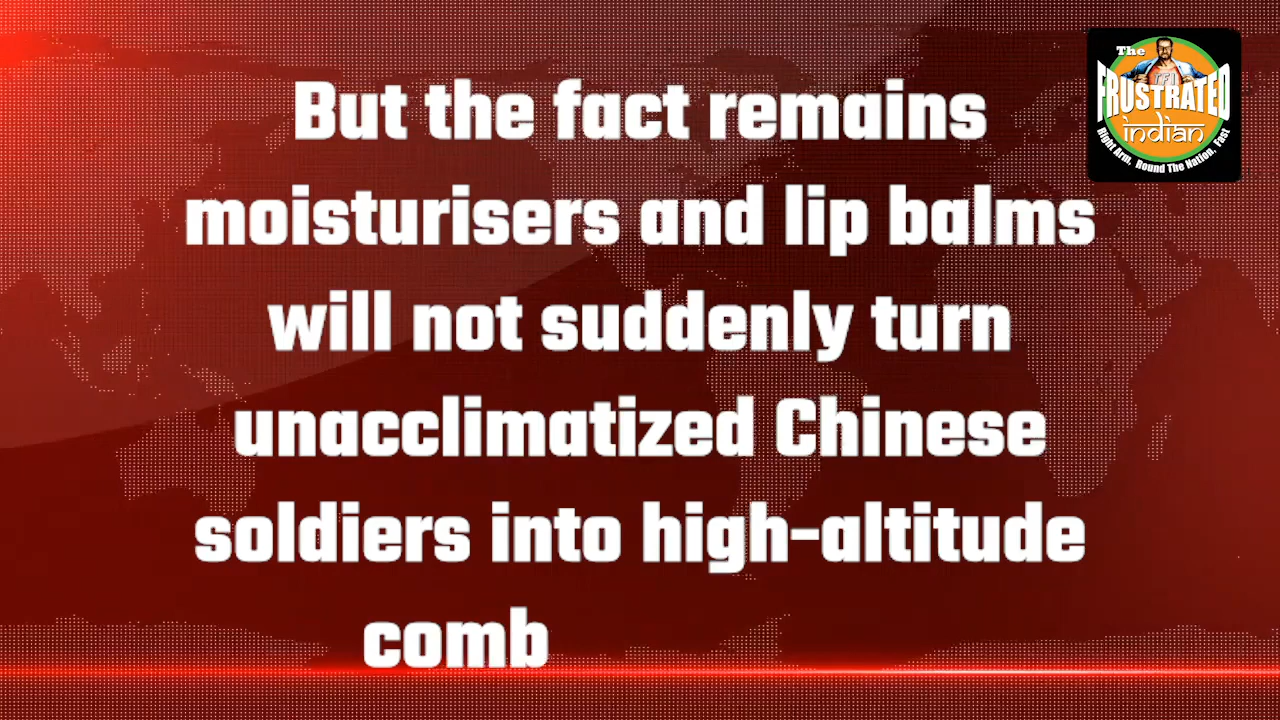 But the fact remains
moisturisers and lip balms
will not suddenly turn
unacclimatized Chinese
soldiers into high-altitude
comb
The
FRUSTRATED
TFI
indian
Right Arm, Round The Nation, Fast